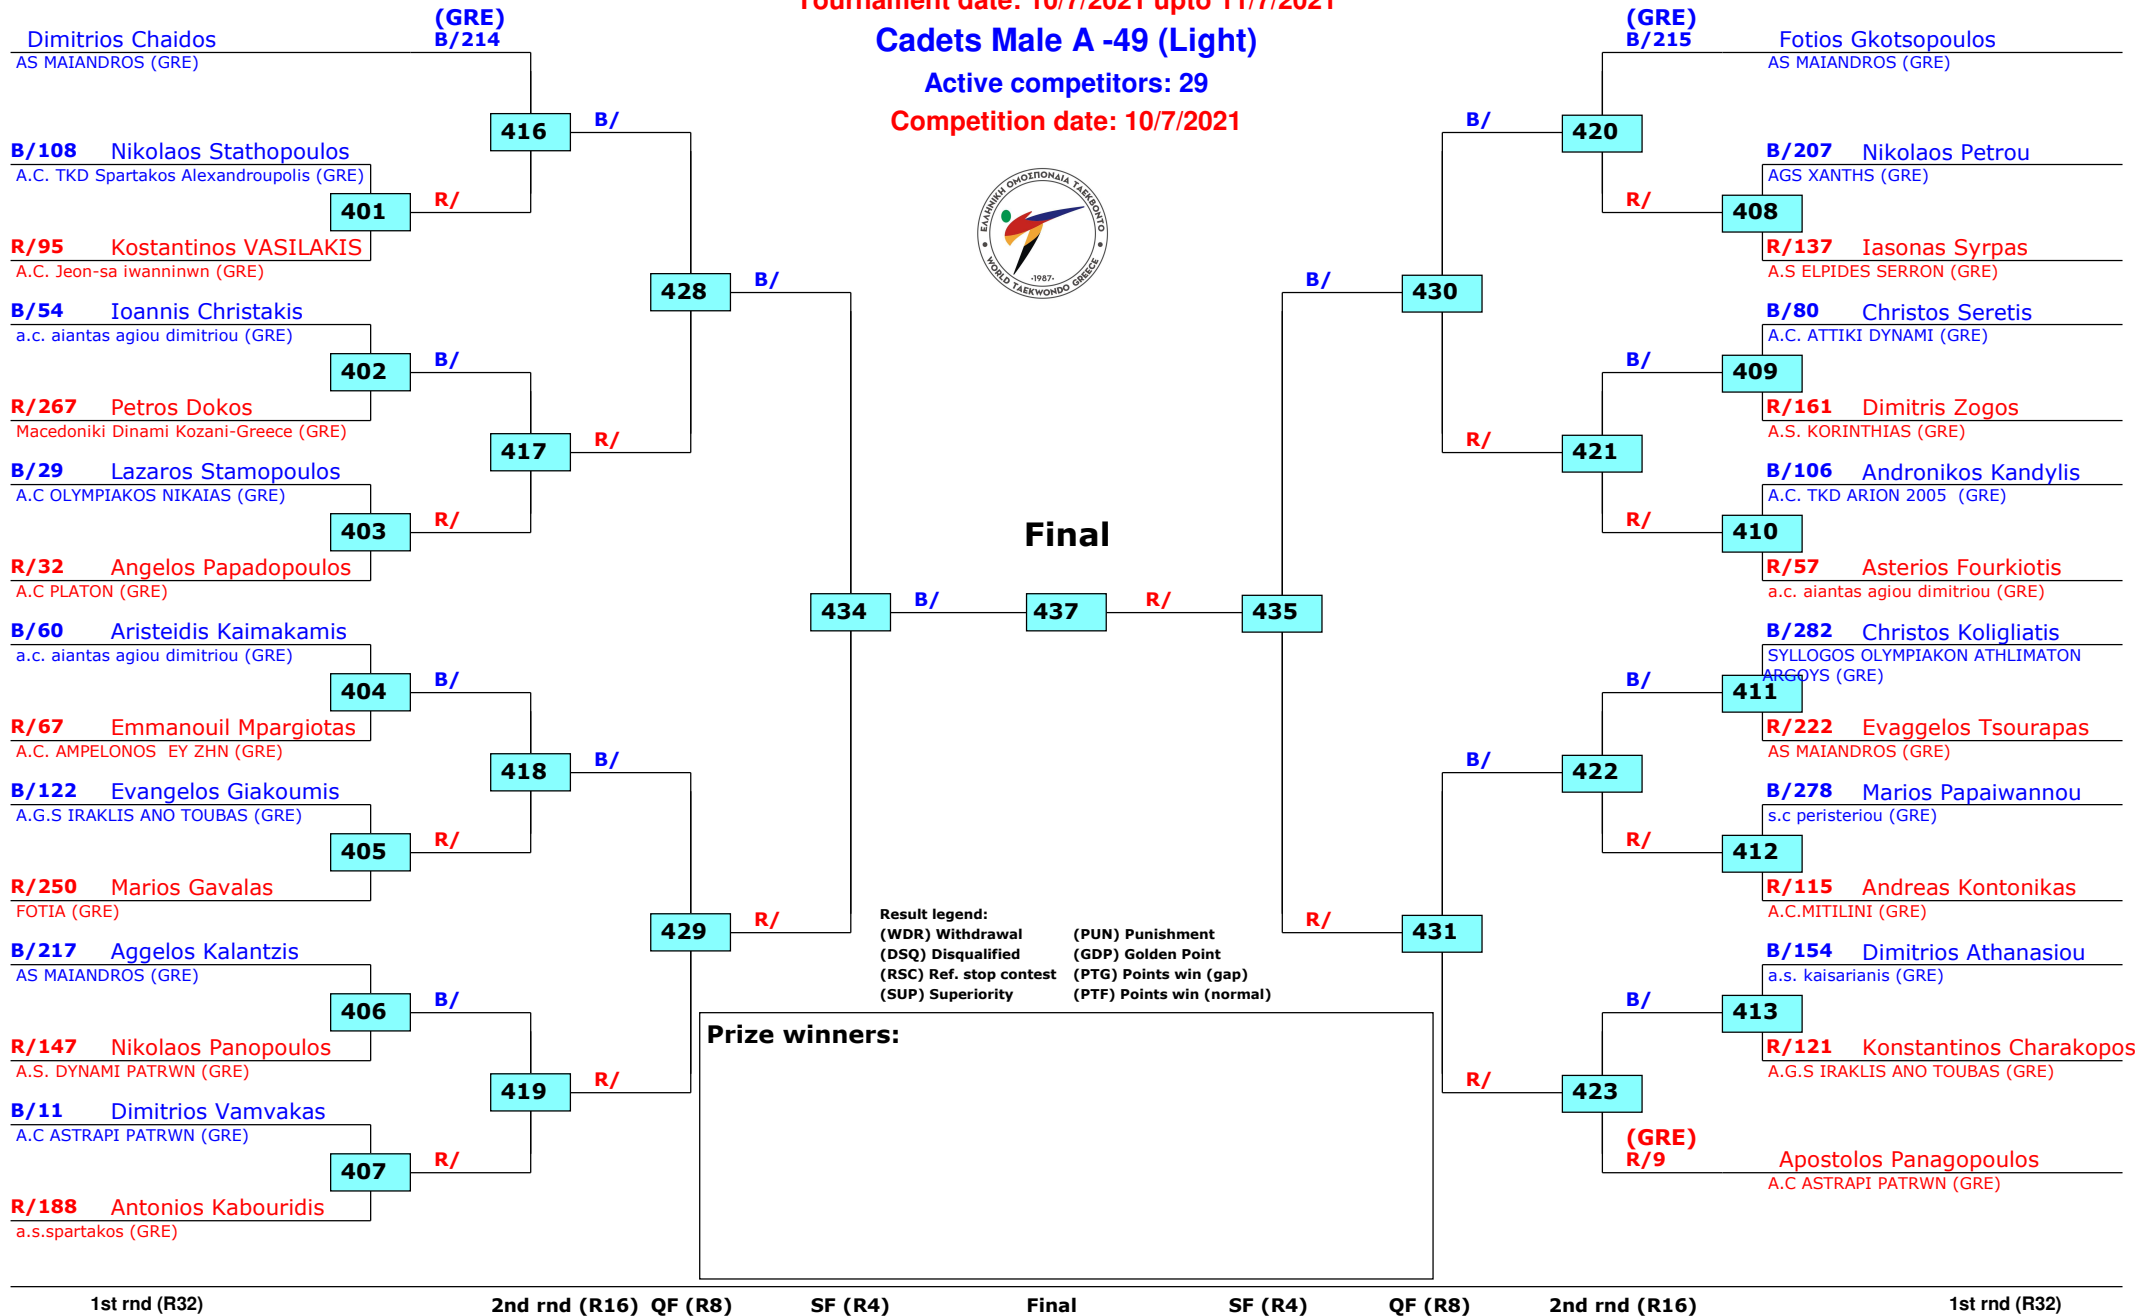 Tournament date: 10/7/2021 upto 11/7/2021
Cadets Male A -49 (Light)
Active competitors: 29
Competition date: 10/7/2021
ΕΛΛΗΝΙΚΗ ΟΜΟΣΠΟΝΔΙΑ ΤΑΕΚΒΟΝΤΟ
·1987·
WORLD TAEKWONDO GREECE
(GRE)
Dimitrios Chaidos B/214
AS MAIANDROS (GRE)
416 B/
B/108 Nikolaos Stathopoulos
A.C. TKD Spartakos Alexandroupolis (GRE)
401 R/
R/95 Kostantinos VASILAKIS
A.C. Jeon-sa iwanninwn (GRE)
428 B/
B/54 Ioannis Christakis
a.c. aiantas agiou dimitriou (GRE)
402 B/
R/267 Petros Dokos
Macedoniki Dinami Kozani-Greece (GRE)
417 R/
B/29 Lazaros Stamopoulos
A.C OLYMPIAKOS NIKAIAS (GRE)
403 R/
R/32 Angelos Papadopoulos
A.C PLATON (GRE)
434 B/
B/60 Aristeidis Kaimakamis
a.c. aiantas agiou dimitriou (GRE)
404 B/
R/67 Emmanouil Mpargiotas
A.C. AMPELONOS EY ZHN (GRE)
418 B/
B/122 Evangelos Giakoumis
A.G.S IRAKLIS ANO TOUBAS (GRE)
405 R/
R/250 Marios Gavalas
FOTIA (GRE)
429 R/
B/217 Aggelos Kalantzis
AS MAIANDROS (GRE)
406 B/
R/147 Nikolaos Panopoulos
A.S. DYNAMI PATRWN (GRE)
419 R/
B/11 Dimitrios Vamvakas
A.C ASTRAPI PATRWN (GRE)
407 R/
R/188 Antonios Kabouridis
a.s.spartakos (GRE)
Final
437
(GRE)
B/215 Fotios Gkotsopoulos
AS MAIANDROS (GRE)
B/ 420
B/207 Nikolaos Petrou
AGS XANTHS (GRE)
R/ 408
R/137 Iasonas Syrpas
A.S ELPIDES SERRON (GRE)
B/ 430
B/80 Christos Seretis
A.C. ATTIKI DYNAMI (GRE)
B/ 409
R/161 Dimitris Zogos
A.S. KORINTHIAS (GRE)
R/ 421
B/106 Andronikos Kandylis
A.C. TKD ARION 2005 (GRE)
R/ 410
R/57 Asterios Fourkiotis
a.c. aiantas agiou dimitriou (GRE)
R/ 435
B/282 Christos Koligliatis
SYLLOGOS OLYMPIAKON ATHLIMATON
ARGOYS (GRE)
B/ 411
R/222 Evaggelos Tsourapas
AS MAIANDROS (GRE)
B/ 422
B/278 Marios Papaiwannou
s.c peristeriou (GRE)
R/ 412
R/115 Andreas Kontonikas
A.C.MITILINI (GRE)
R/ 431
B/154 Dimitrios Athanasiou
a.s. kaisarianis (GRE)
B/ 413
R/121 Konstantinos Charakopos
A.G.S IRAKLIS ANO TOUBAS (GRE)
R/ 423
(GRE)
R/9 Apostolos Panagopoulos
A.C ASTRAPI PATRWN (GRE)
Result legend:
(WDR) Withdrawal (PUN) Punishment
(DSQ) Disqualified (GDP) Golden Point
(RSC) Ref. stop contest (PTG) Points win (gap)
(SUP) Superiority (PTF) Points win (normal)
Prize winners:
1st rnd (R32) 2nd rnd (R16) QF (R8) SF (R4) Final SF (R4) QF (R8) 2nd rnd (R16) 1st rnd (R32)